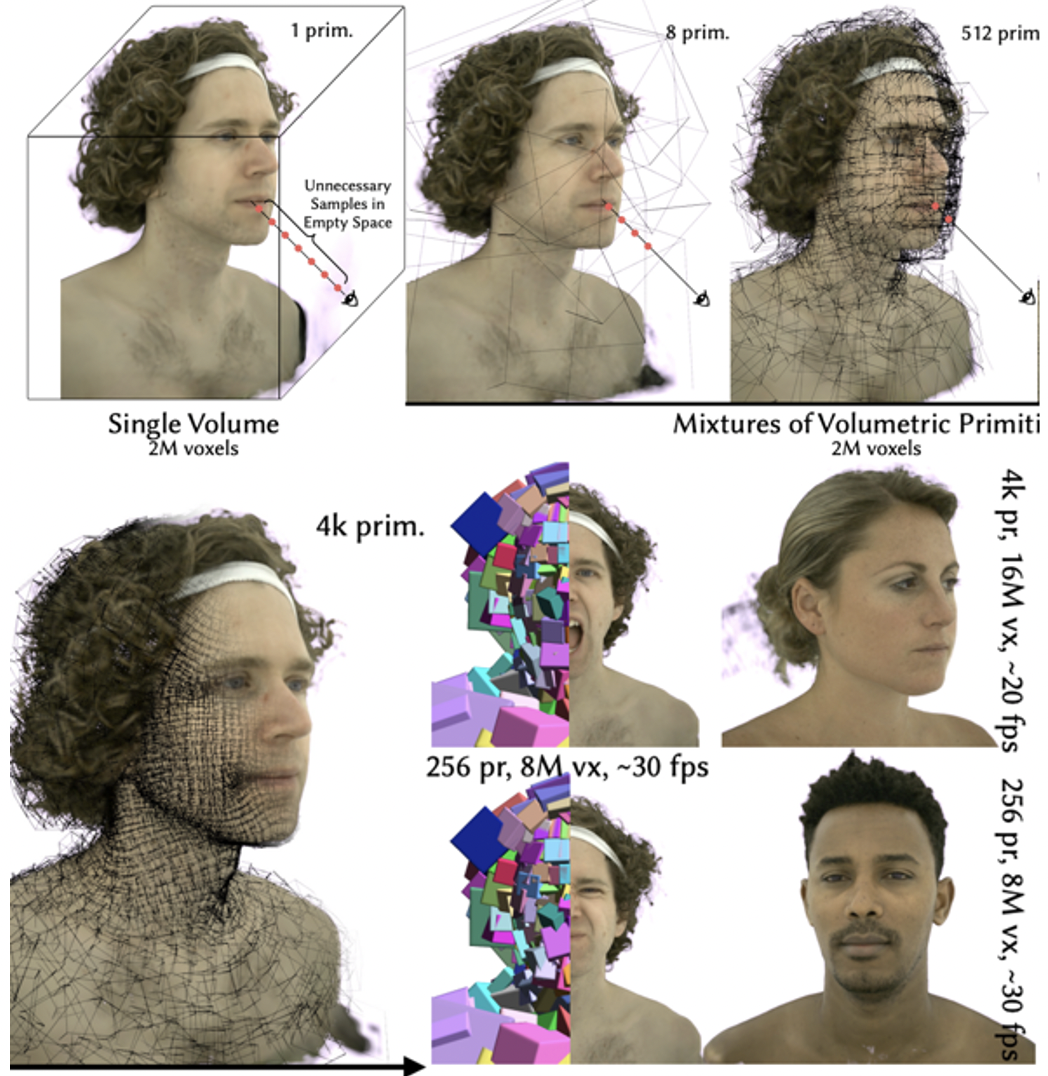 1 prim.
8 prim.
512 prim
Unnecessary
Samples in
Empty Space
Single Volume
2M voxels
Mixtures of Volumetric Primiti
2M voxels
4k prim.
4k pr, 16M vx, ~20 fps
256 pr, 8M vx, ~30 fps
256 pr, 8M vx, ~30 fps